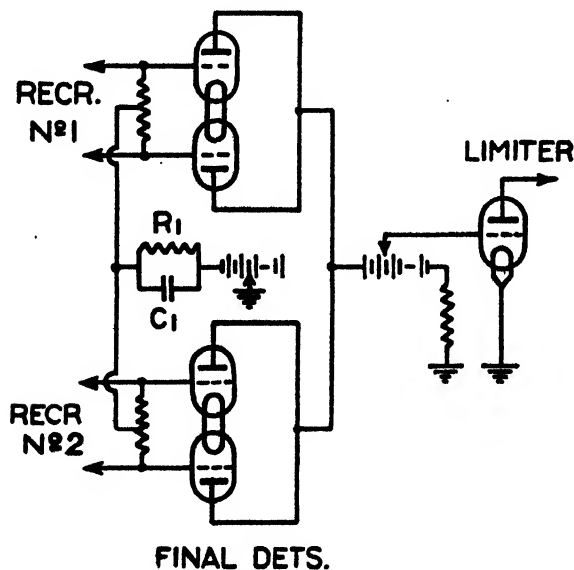 RECR.
Nº1
LIMITER
R1
C1
RECR
Nº2
FINAL DETS.